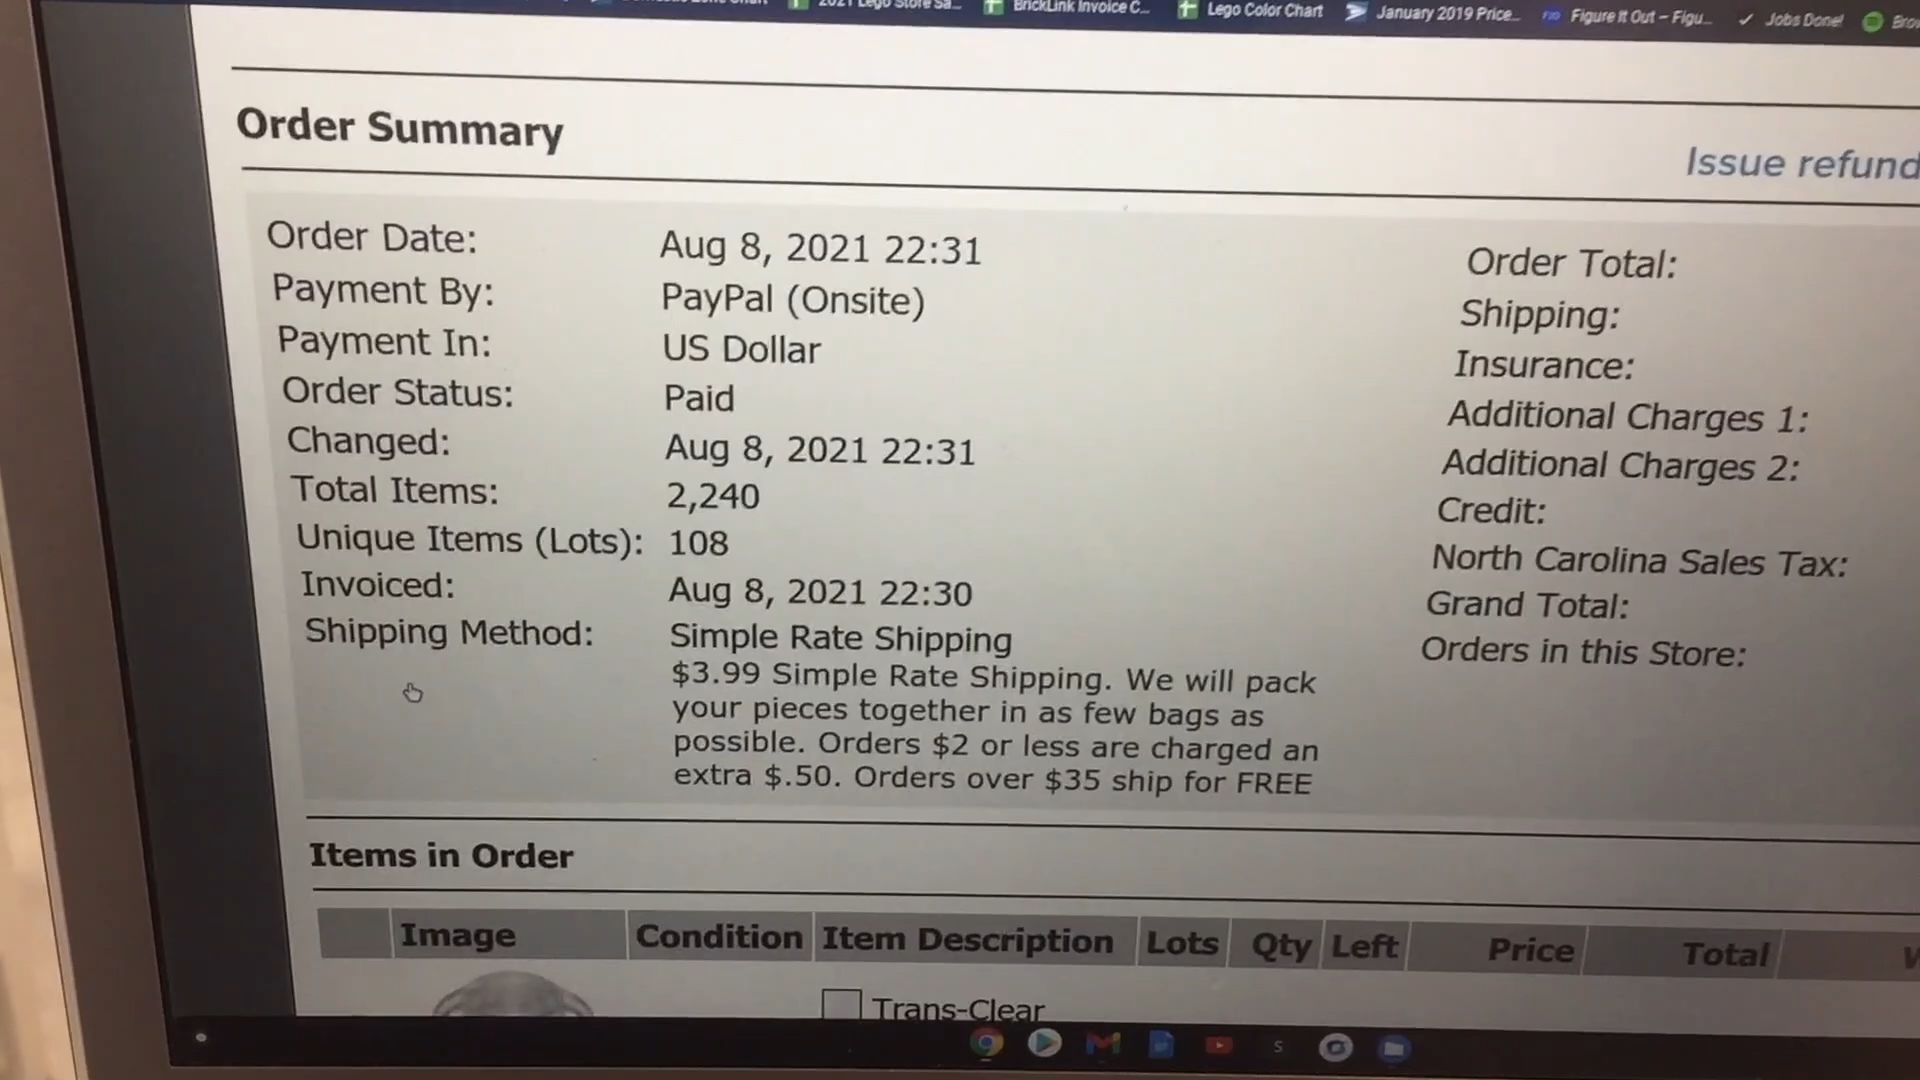 2021 Lego Store Sa...
BrickLink Invoice C...
Lego Color Chart
January 2019 Price...
Figure It Out – Figu...
Jobs Done!
Order Summary
Issue refund
Order Date: Aug 8, 2021 22:31
Payment By: PayPal (Onsite)
Payment In: US Dollar
Order Status: Paid
Changed: Aug 8, 2021 22:31
Total Items: 2,240
Unique Items (Lots): 108
Invoiced: Aug 8, 2021 22:30
Shipping Method: Simple Rate Shipping
$3.99 Simple Rate Shipping. We will pack
your pieces together in as few bags as
possible. Orders $2 or less are charged an
extra $.50. Orders over $35 ship for FREE
Order Total:
Shipping:
Insurance:
Additional Charges 1:
Additional Charges 2:
Credit:
North Carolina Sales Tax:
Grand Total:
Orders in this Store:
Items in Order
Image Condition Item Description Lots Qty Left Price Total
Trans-Clear
S